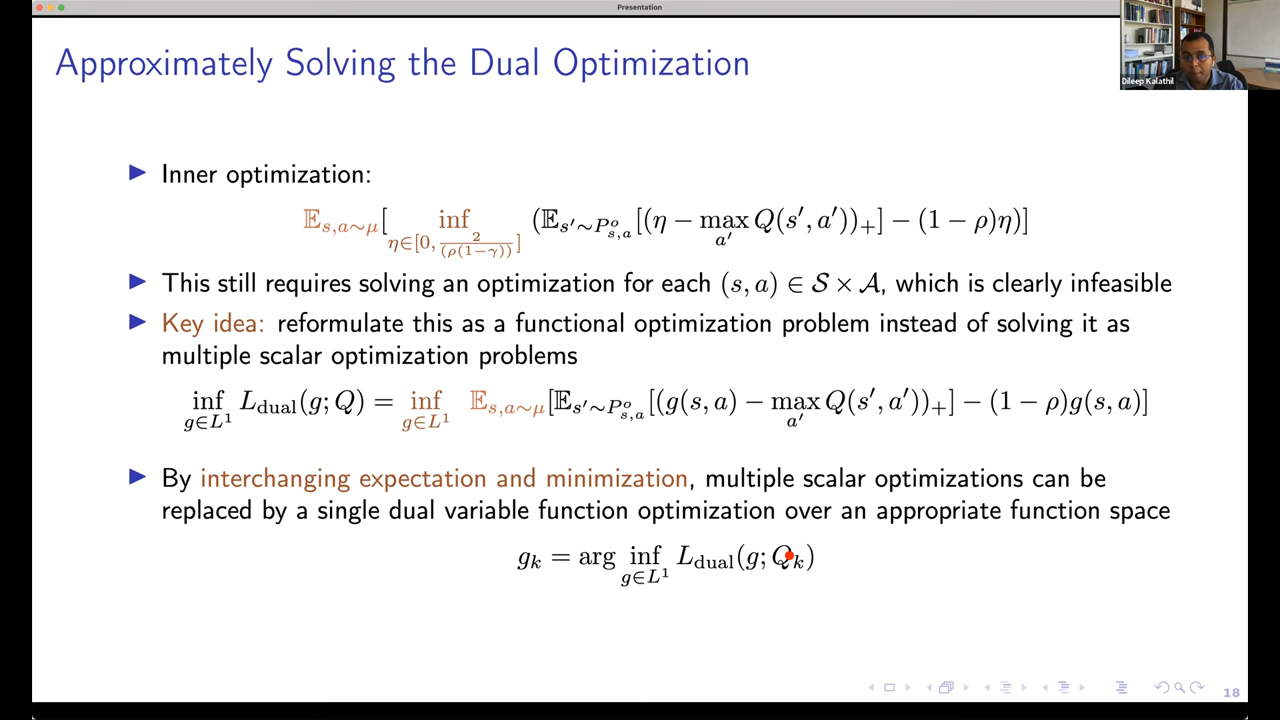 Presentation
Approximately Solving the Dual Optimization
Dileep Kalathil
▶ Inner optimization:
𝔼_{s,a∼μ}[ inf_{η∈[0, 2/(ρ(1−γ))]} (𝔼_{s′∼P^o_{s,a}}[(η − max_{a′} Q(s′, a′))_+] − (1 − ρ)η)]
▶ This still requires solving an optimization for each (s, a) ∈ 𝒮 × 𝒜, which is clearly infeasible
▶ Key idea: reformulate this as a functional optimization problem instead of solving it as
multiple scalar optimization problems
inf_{g∈L^1} L_dual(g; Q) = inf_{g∈L^1} 𝔼_{s,a∼μ}[𝔼_{s′∼P^o_{s,a}}[(g(s, a) − max_{a′} Q(s′, a′))_+] − (1 − ρ)g(s, a)]
▶ By interchanging expectation and minimization, multiple scalar optimizations can be
replaced by a single dual variable function optimization over an appropriate function space
g_k = arg inf_{g∈L^1} L_dual(g; Q_k)
18